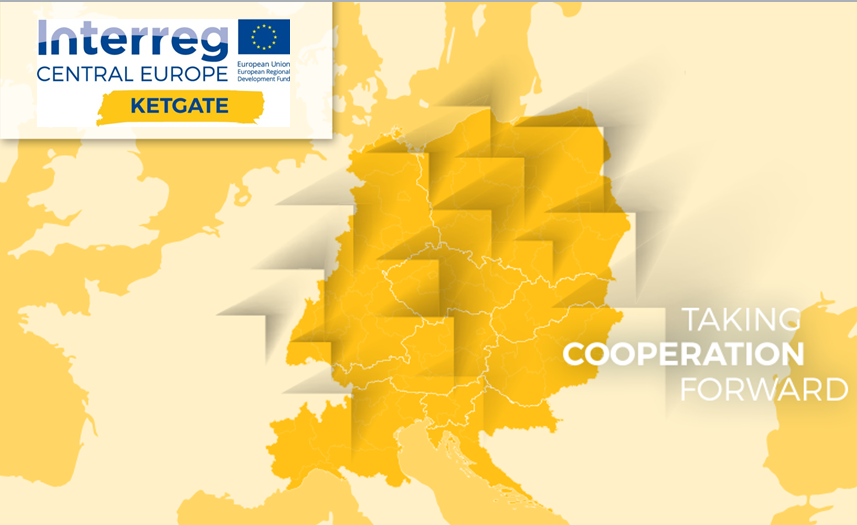 Interreg
CENTRAL EUROPE
European Union
European Regional
Development Fund
KETGATE
TAKING
COOPERATION
FORWARD